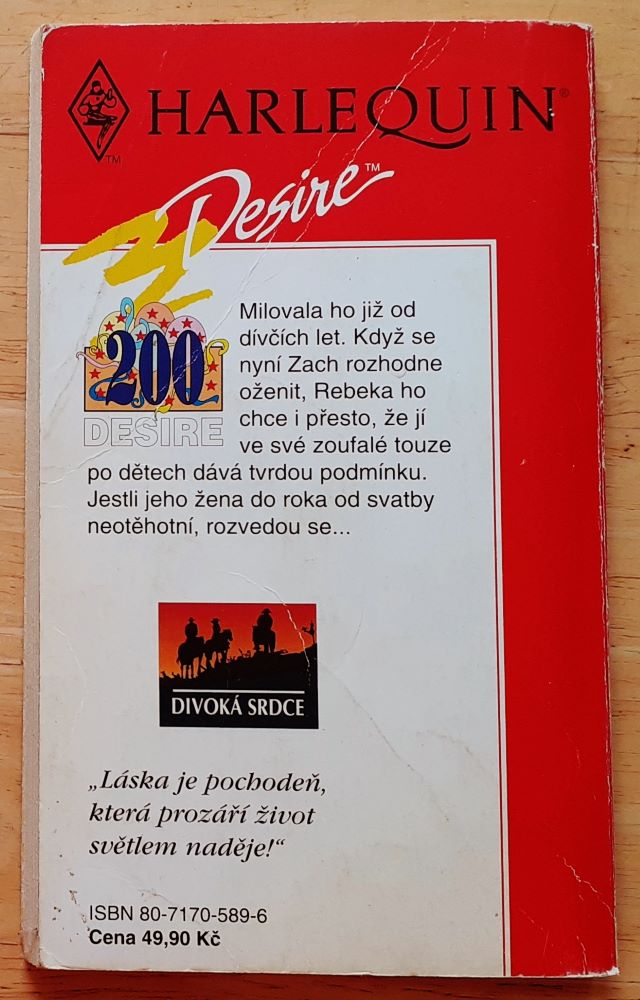 HARLEQUIN®
TM
Desire™
200
DESIRE
Milovala ho již od
dívčích let. Když se
nyní Zach rozhodne
oženit, Rebeka ho
chce i přesto, že jí
ve své zoufalé touze
po dětech dává tvrdou podmínku.
Jestli jeho žena do roka od svatby
neotěhotní, rozvedou se...
DIVOKÁ SRDCE
„Láska je pochodeň,
která prozáří život
světlem naděje!“
ISBN 80-7170-589-6
Cena 49,90 Kč